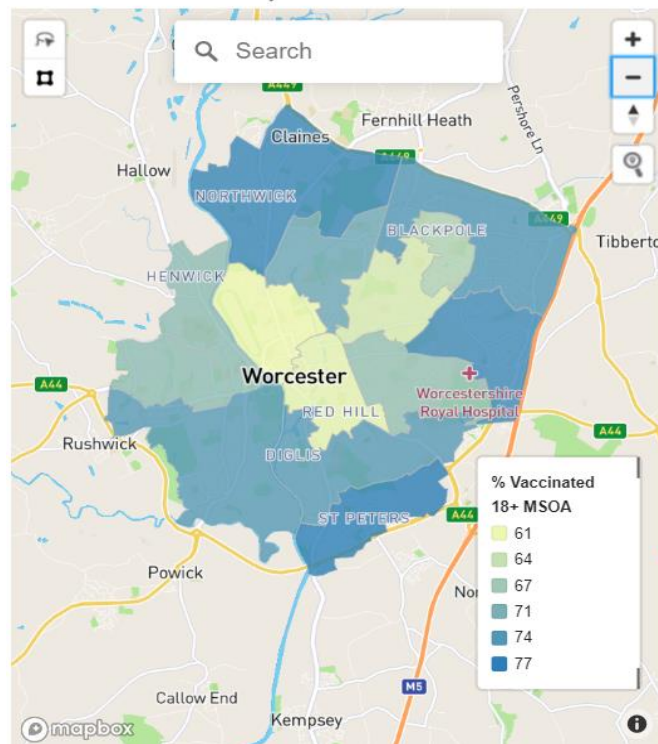 Search
A449
Claines
Fernhill Heath
A449
Pershore Ln
Hallow
NORTHWICK
A449
BLACKPOLE
Tibberto
HENWICK
A44
Worcester
Worcestershire
Royal Hospital
RED HILL
Rushwick
DIGLIS
A44
ST PETERS
A44
Powick
Nor
M5
Callow End
Kempsey
% Vaccinated
18+ MSOA
61
64
67
71
74
77
mapbox